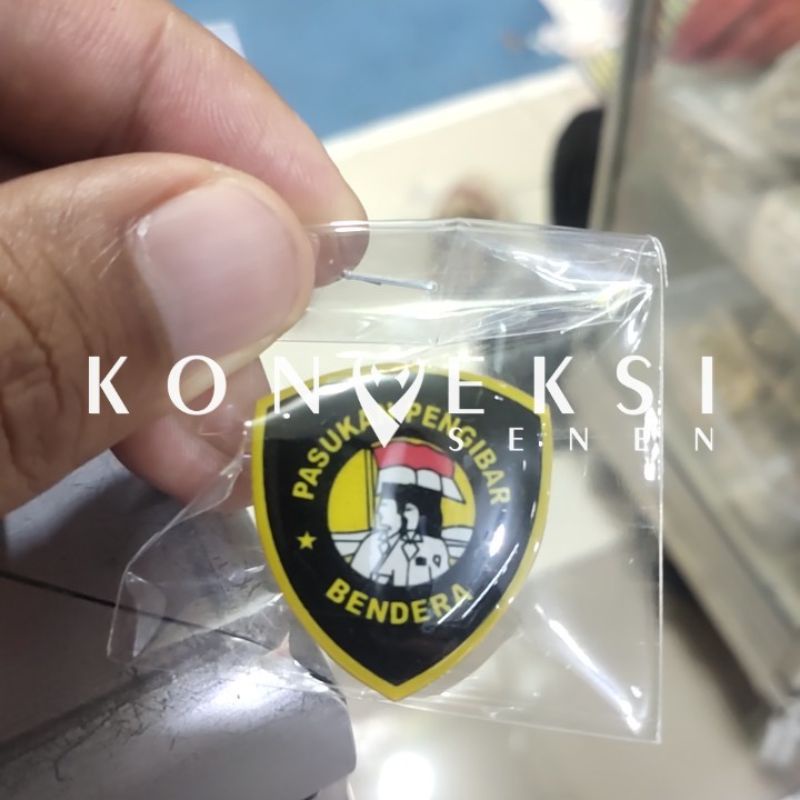 KONVEKSI
SENEN
PASUKAN PENGIBAR
BENDERA